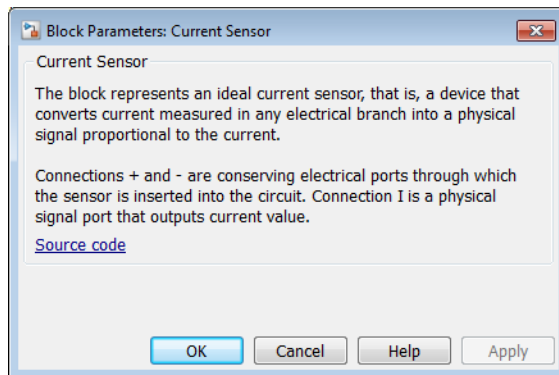 Block Parameters: Current Sensor
Current Sensor
The block represents an ideal current sensor, that is, a device that
converts current measured in any electrical branch into a physical
signal proportional to the current.
Connections + and - are conserving electrical ports through which
the sensor is inserted into the circuit. Connection I is a physical
signal port that outputs current value.
Source code
OK Cancel Help Apply